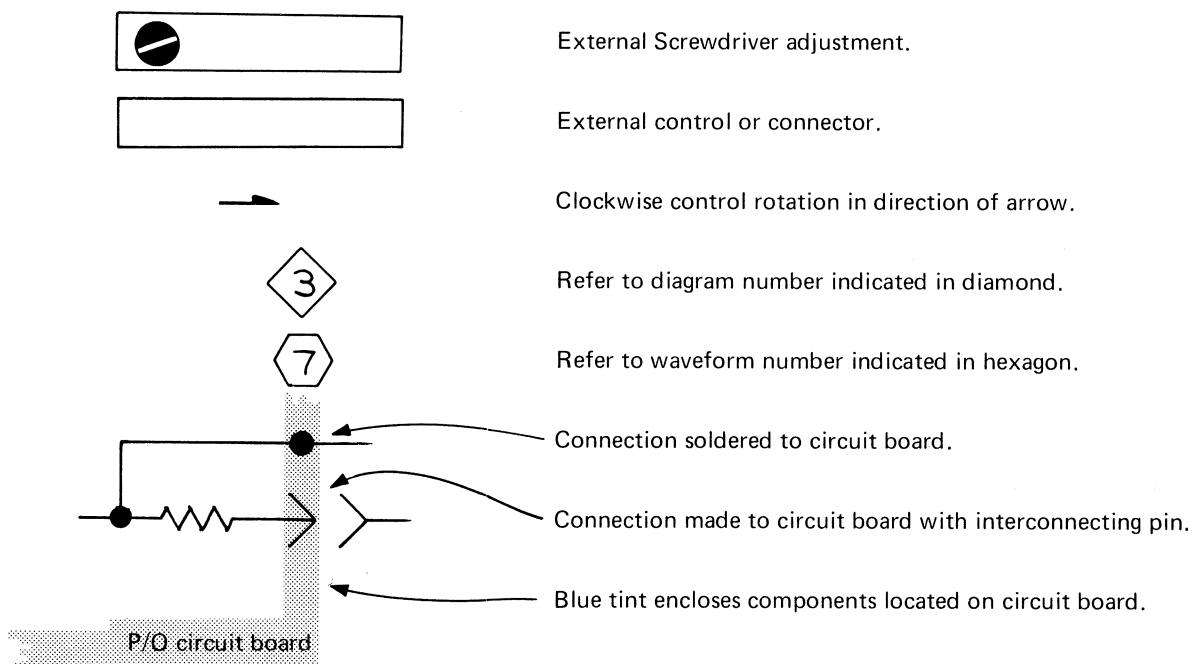 External Screwdriver adjustment.
External control or connector.
Clockwise control rotation in direction of arrow.
3
Refer to diagram number indicated in diamond.
7
Refer to waveform number indicated in hexagon.
Connection soldered to circuit board.
Connection made to circuit board with interconnecting pin.
Blue tint encloses components located on circuit board.
P/O circuit board